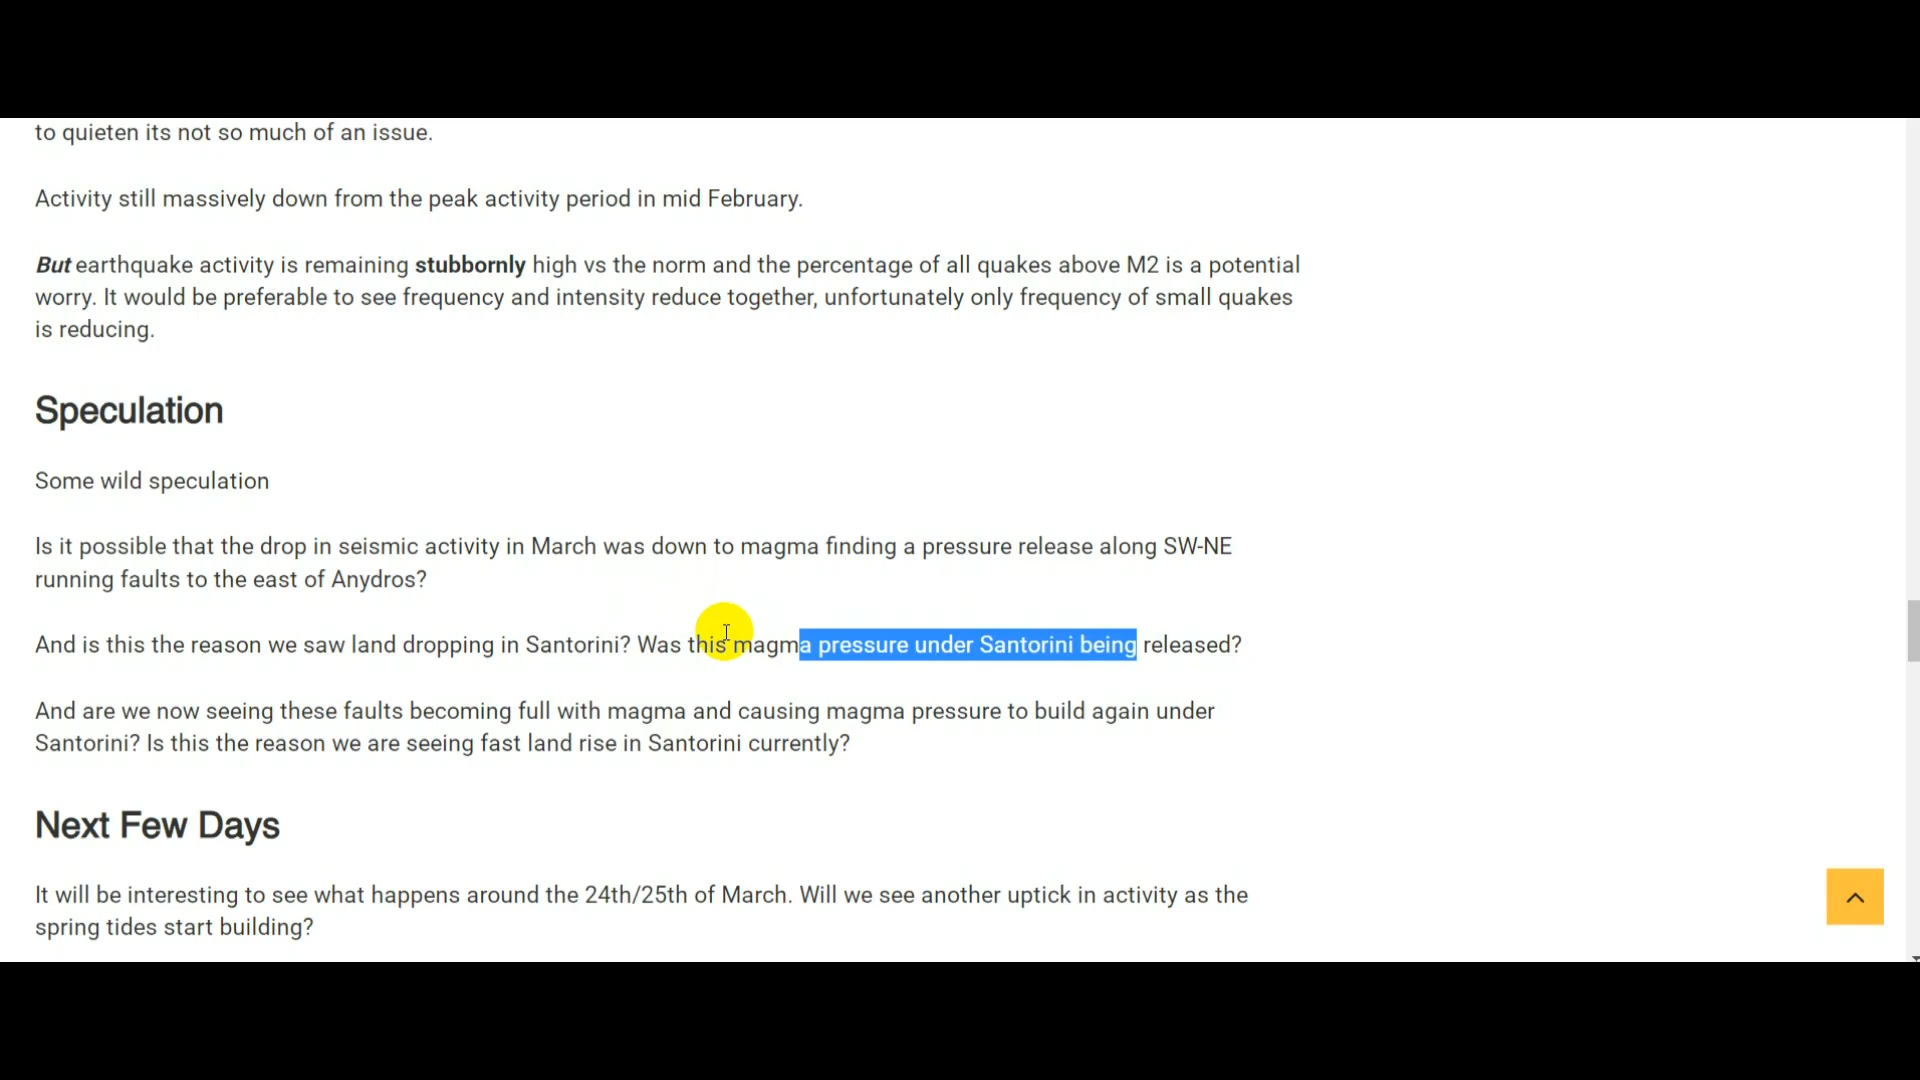 to quieten its not so much of an issue.
Activity still massively down from the peak activity period in mid February.
But earthquake activity is remaining stubbornly high vs the norm and the percentage of all quakes above M2 is a potential
worry. It would be preferable to see frequency and intensity reduce together, unfortunately only frequency of small quakes
is reducing.
Speculation
Some wild speculation
Is it possible that the drop in seismic activity in March was down to magma finding a pressure release along SW-NE
running faults to the east of Anydros?
And is this the reason we saw land dropping in Santorini? Was this magma pressure under Santorini being released?
And are we now seeing these faults becoming full with magma and causing magma pressure to build again under
Santorini? Is this the reason we are seeing fast land rise in Santorini currently?
Next Few Days
It will be interesting to see what happens around the 24th/25th of March. Will we see another uptick in activity as the
spring tides start building?